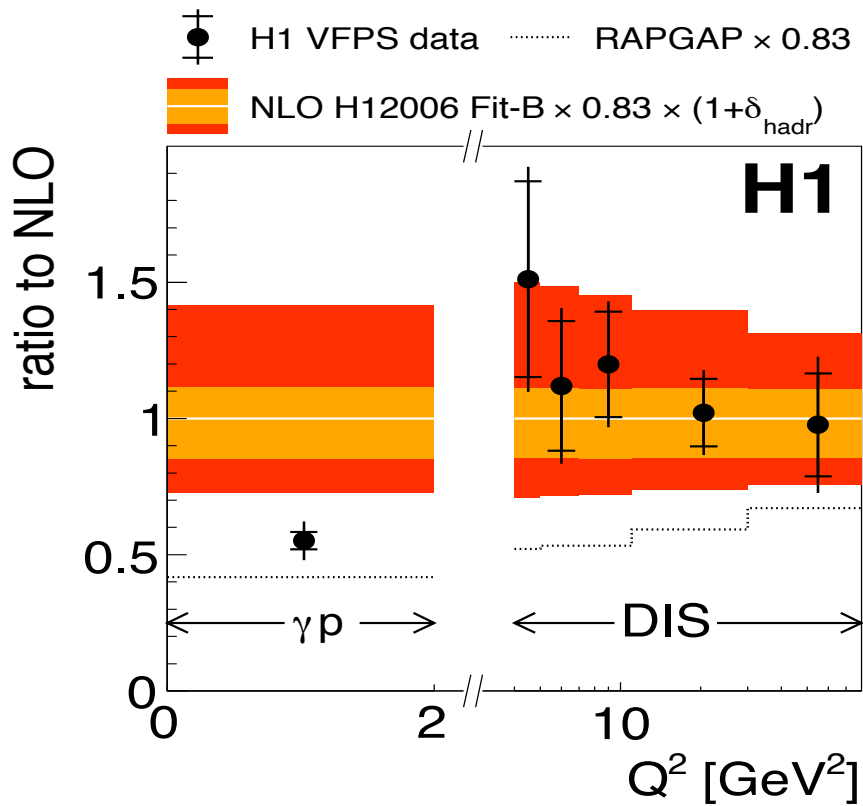 H1 VFPS data RAPGAP × 0.83
NLO H12006 Fit-B × 0.83 × (1+δ_hadr)
H1
ratio to NLO
1.5
1
0.5
0
γp
DIS
0 2 10
Q² [GeV²]